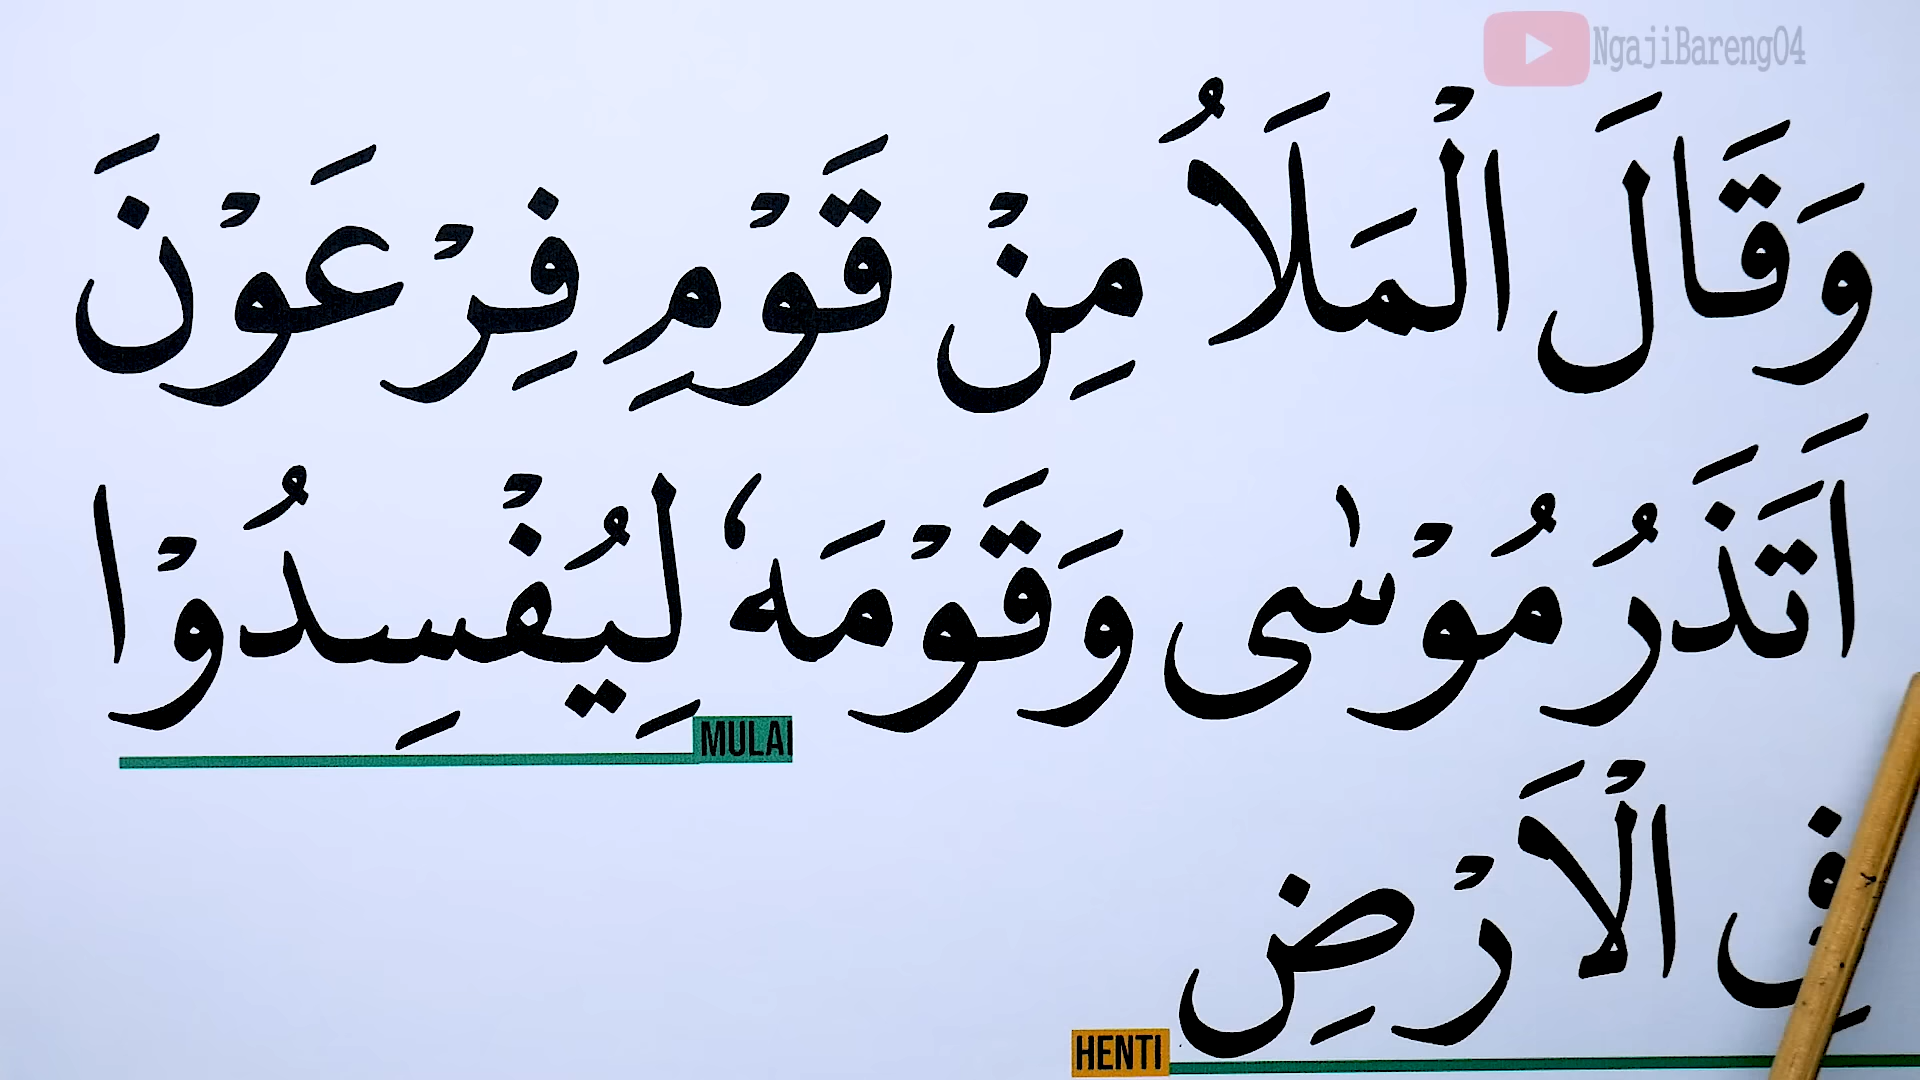 NgajiBareng04
وَقَالَ الْمَلَاُ مِنْ قَوْمِ فِرْعَوْنَ
اَتَذَرُ مُوْسٰى وَقَوْمَهٗ لِيُفْسِدُوْا
MULAI
فِى الْاَرْضِ
HENTI